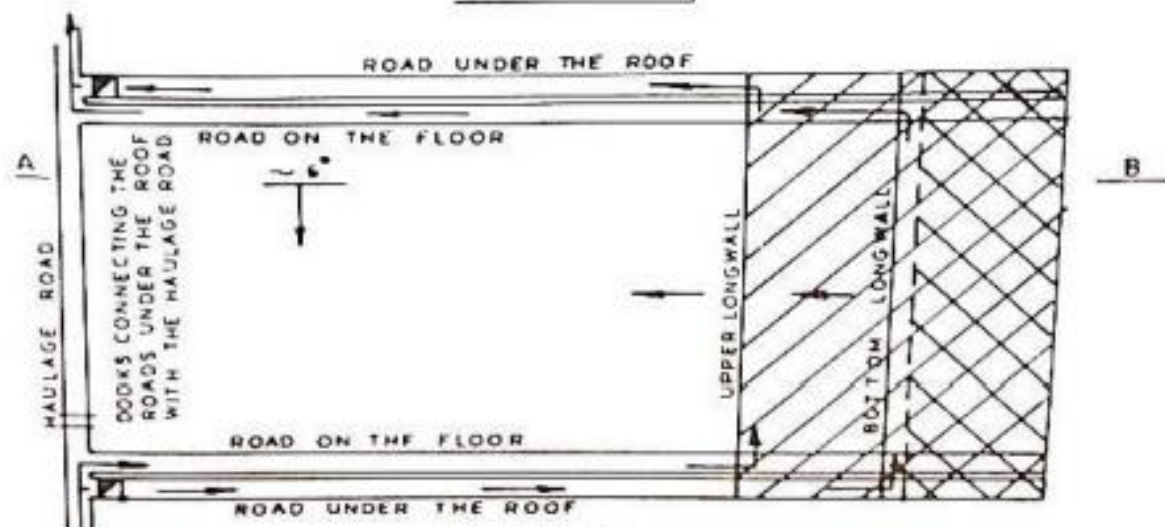 ROAD UNDER THE ROOF
ROAD ON THE FLOOR
A
~ 6°
B
HAULAGE ROAD
DOOKS CONNECTING THE
ROADS UNDER THE ROOF
WITH THE HAULAGE ROAD
UPPER LONGWALL
BOTTOM LONGWALL
ROAD ON THF FLOOR
ROAD UNDER THE ROOF